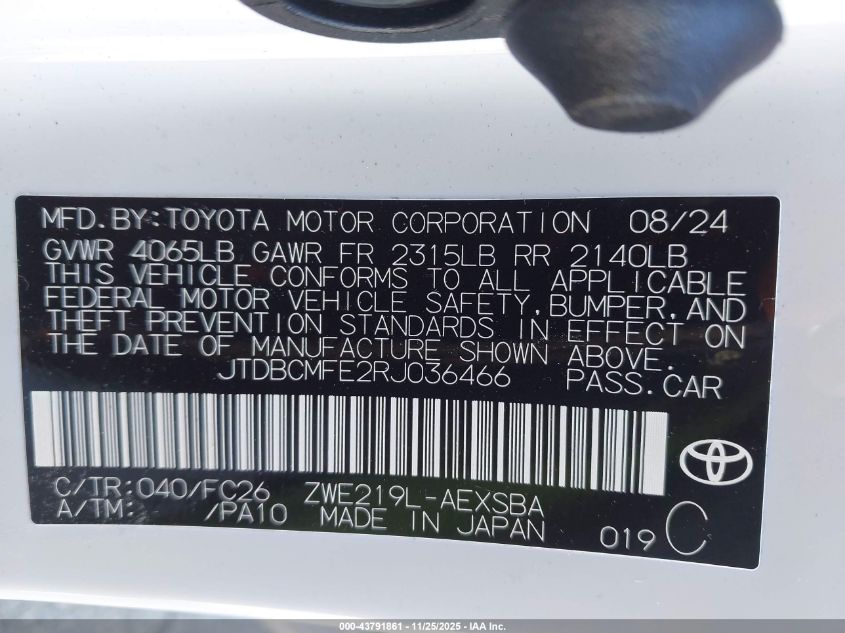 MFD.BY:TOYOTA MOTOR CORPORATION 08/24
GVWR 4065LB GAWR FR 2315LB RR 2140LB
THIS VEHICLE CONFORMS TO ALL APPLICABLE
FEDERAL MOTOR VEHICLE SAFETY,BUMPER,AND
THEFT PREVENTION STANDARDS IN EFFECT ON
THE DATE OF MANUFACTURE SHOWN ABOVE.
JTDBCMFE2RJ036466 PASS.CAR
C/TR:040/FC26 ZWE219L-AEXSBA
A/TM: /PA10 MADE IN JAPAN 019 C
000-43791861 - 11/25/2025 - IAA Inc.